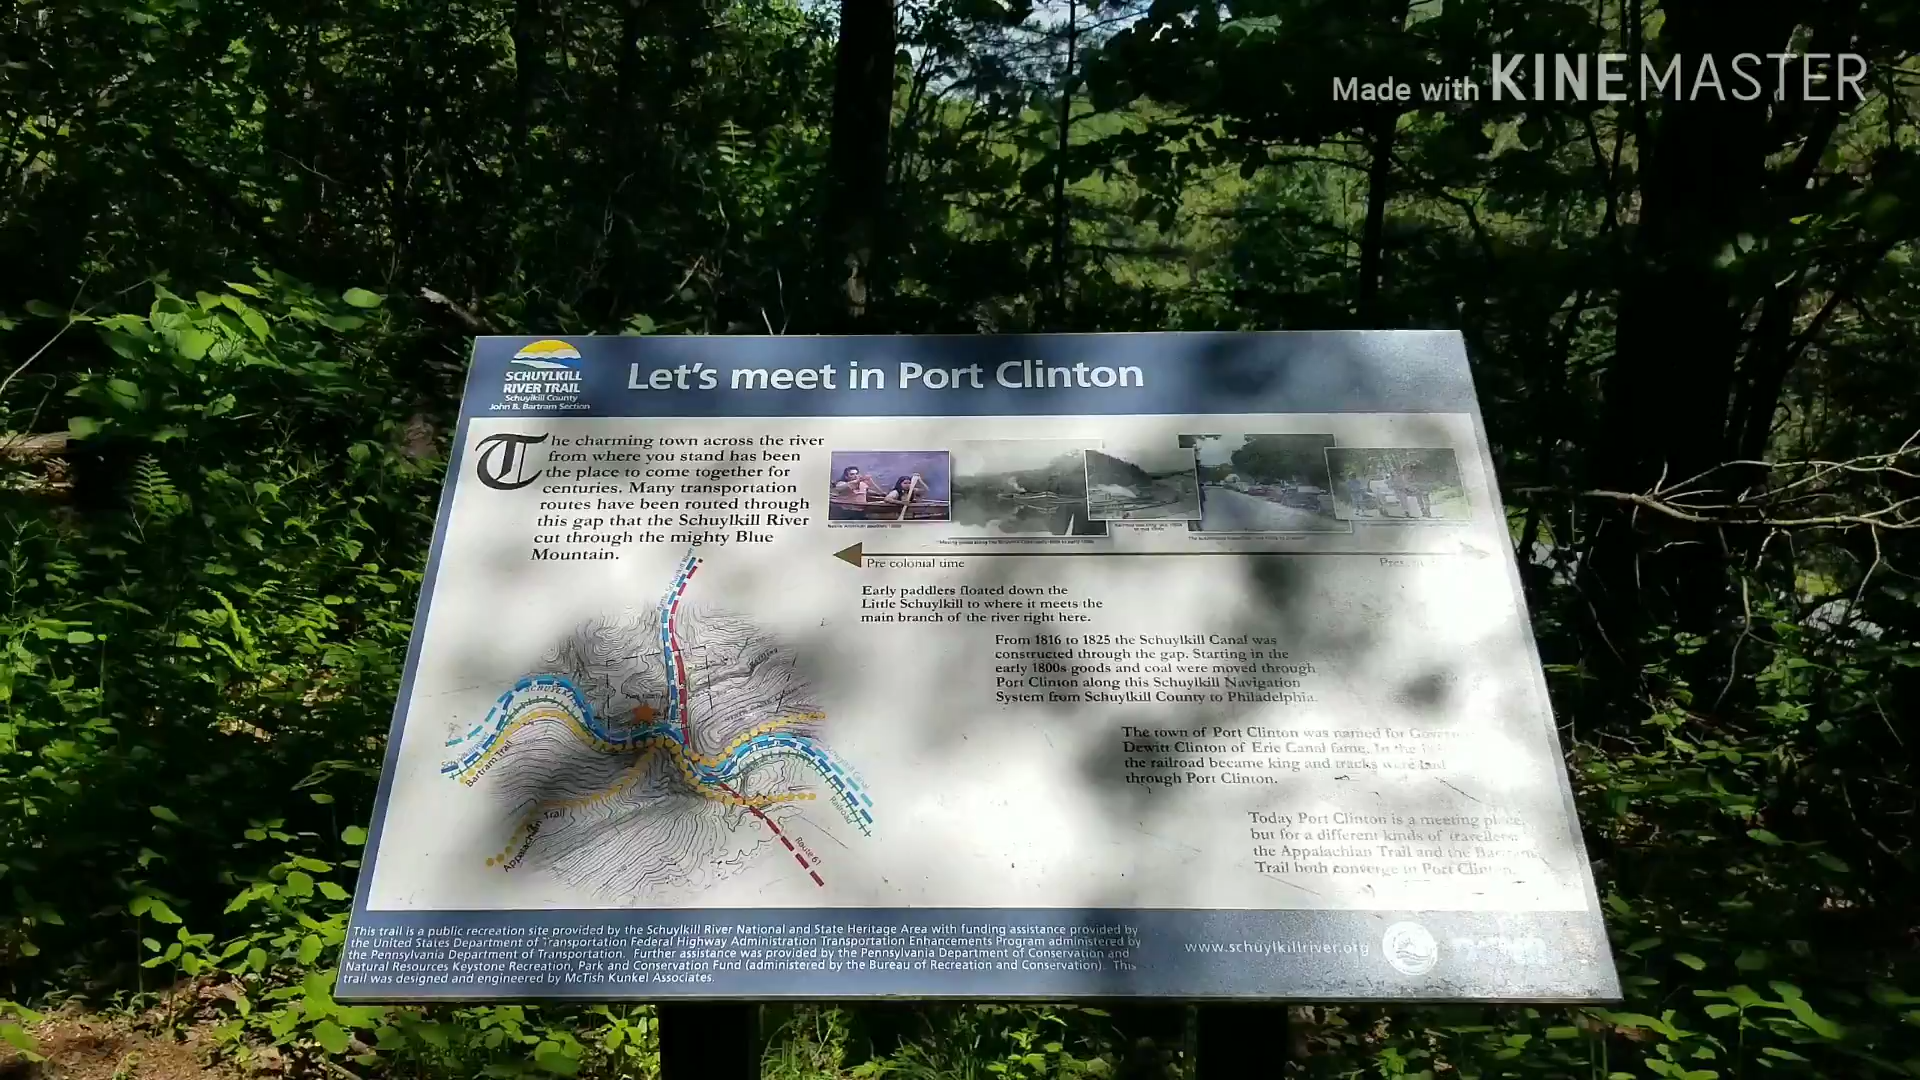 Made with KINEMASTER
SCHUYLKILL
RIVER TRAIL
Schuylkill County
John B. Bartram Section
Let's meet in Port Clinton
The charming town across the river
from where you stand has been
the place to come together for
centuries. Many transportation
routes have been routed through
this gap that the Schuylkill River
cut through the mighty Blue
Mountain.
Pre colonial time
Early paddlers floated down the
Little Schuylkill to where it meets the
main branch of the river right here.
From 1816 to 1825 the Schuylkill Canal was
constructed through the gap. Starting in the
early 1800s goods and coal were moved through
Port Clinton along this Schuylkill Navigation
System from Schuylkill County to Philadelphia.
The town of Port Clinton was named for
Dewitt Clinton of Erie Canal fame. In the
the railroad became king and tracks were laid
through Port Clinton.
Today Port Clinton is a meeting place
but for a different kinds of travellers:
the Appalachian Trail and the Bartram
Trail both converge in Port Clinton.
Bartram Trail
Appalachian Trail
Railroad
Route 61
This trail is a public recreation site provided by the Schuylkill River National and State Heritage Area with funding assistance provided by
the United States Department of Transportation Federal Highway Administration Transportation Enhancements Program administered by
the Pennsylvania Department of Transportation. Further assistance was provided by the Pennsylvania Department of Conservation and
Natural Resources Keystone Recreation, Park and Conservation Fund (administered by the Bureau of Recreation and Conservation). This
trail was designed and engineered by McTish Kunkel Associates.
www.schuylkillriver.org